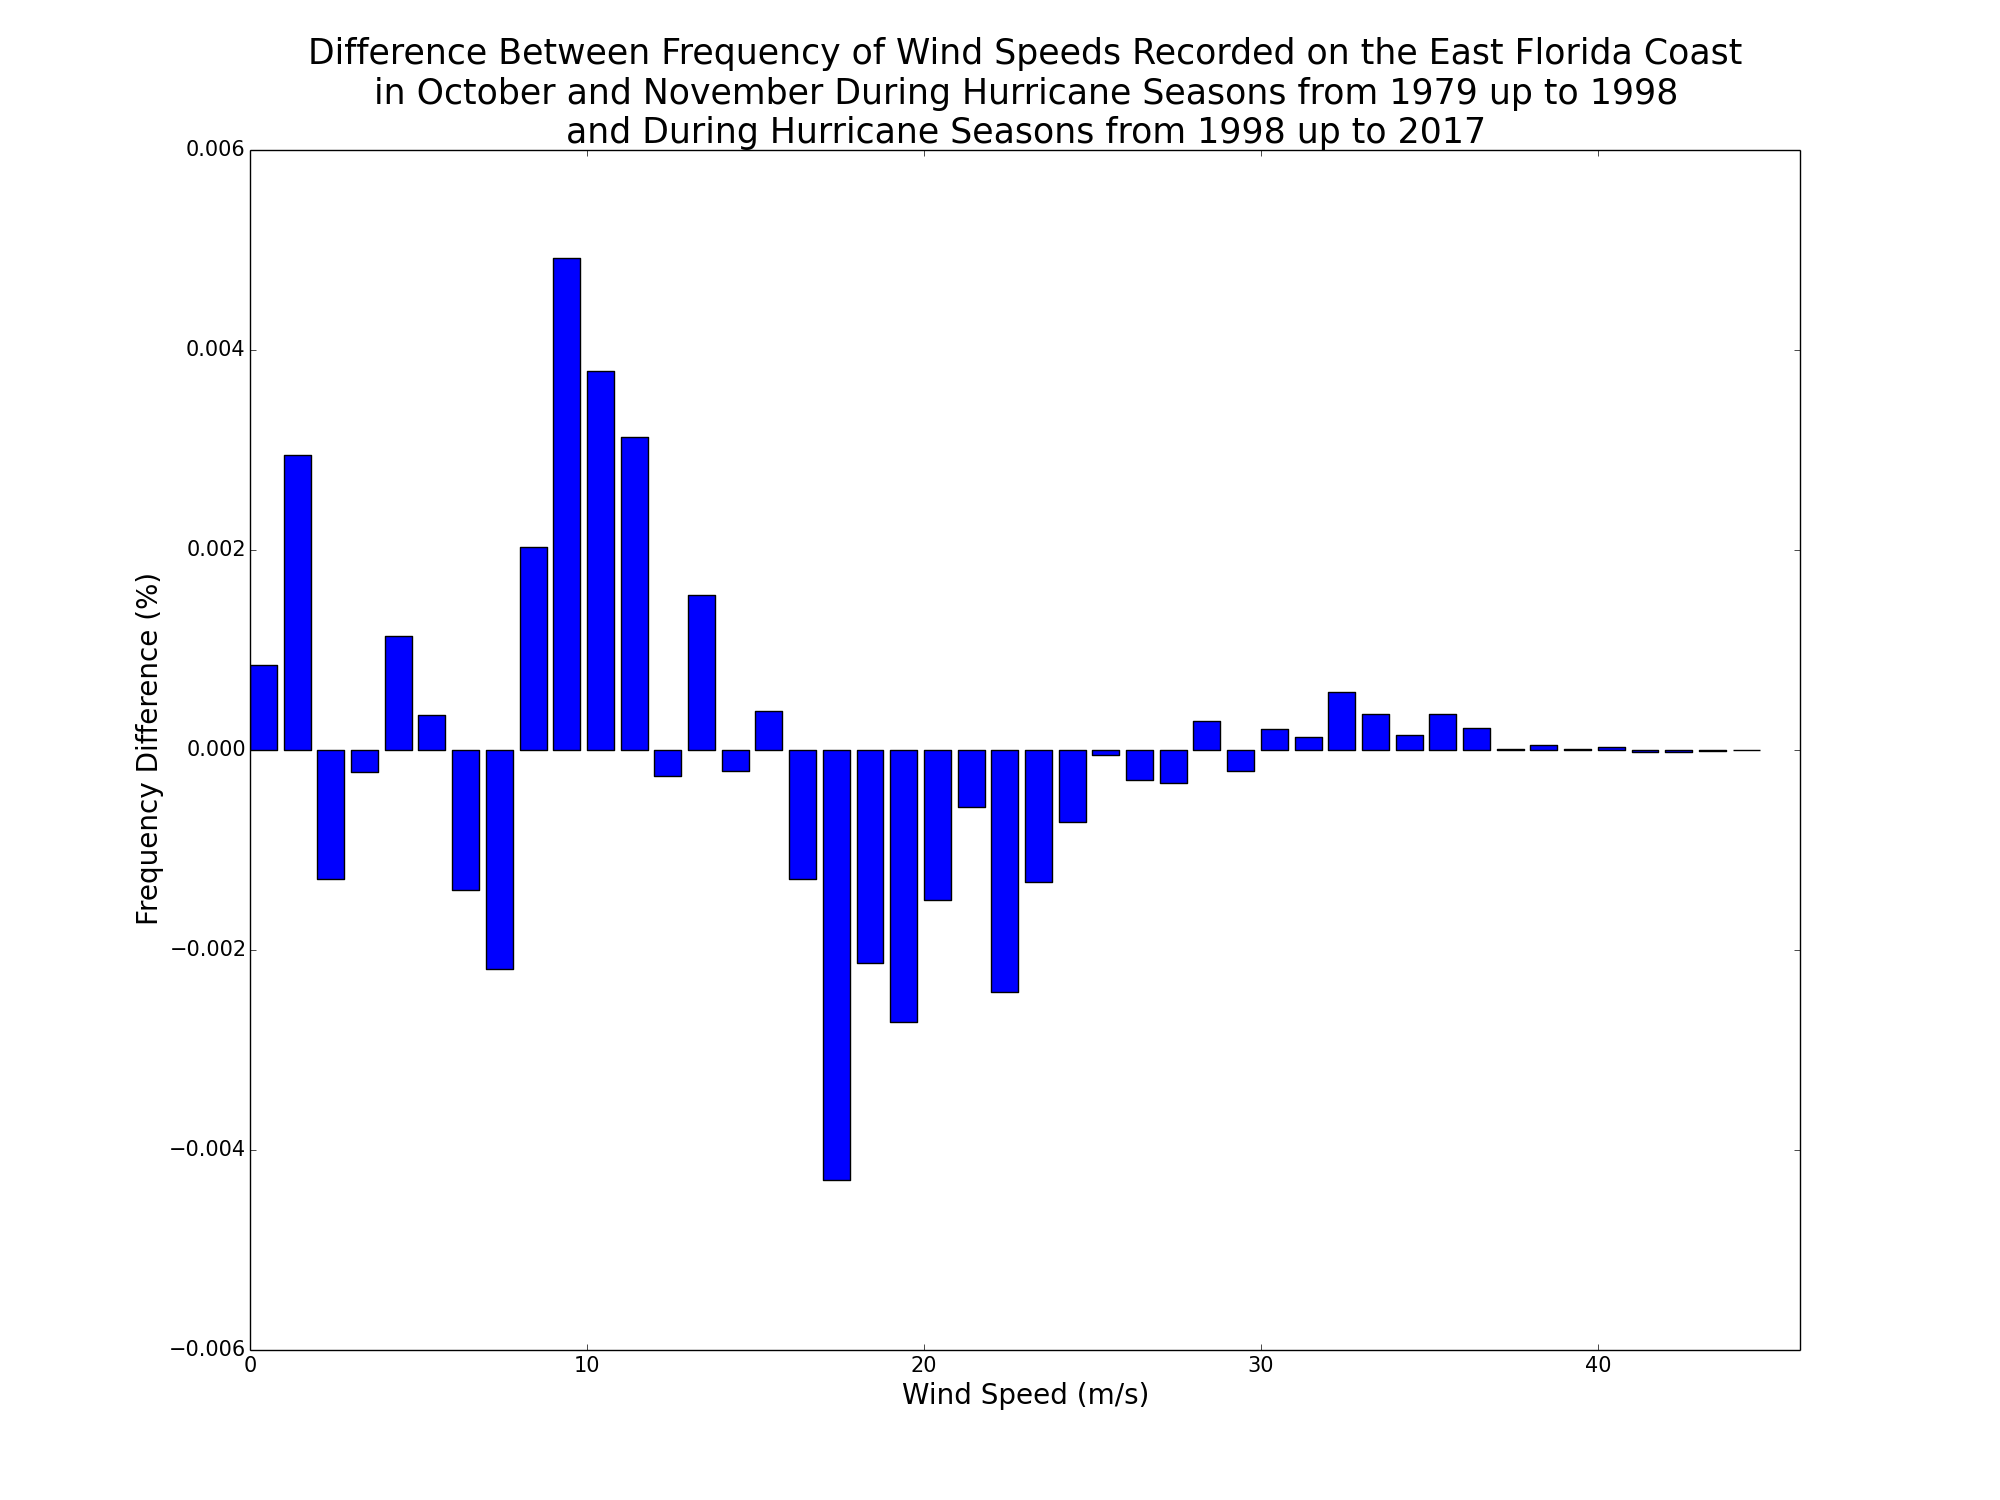 Difference Between Frequency of Wind Speeds Recorded on the East Florida Coast
in October and November During Hurricane Seasons from 1979 up to 1998
and During Hurricane Seasons from 1998 up to 2017
0.006
0.004
0.002
0.000
−0.002
−0.004
−0.006
Frequency Difference (%)
0 10 20 30 40
Wind Speed (m/s)